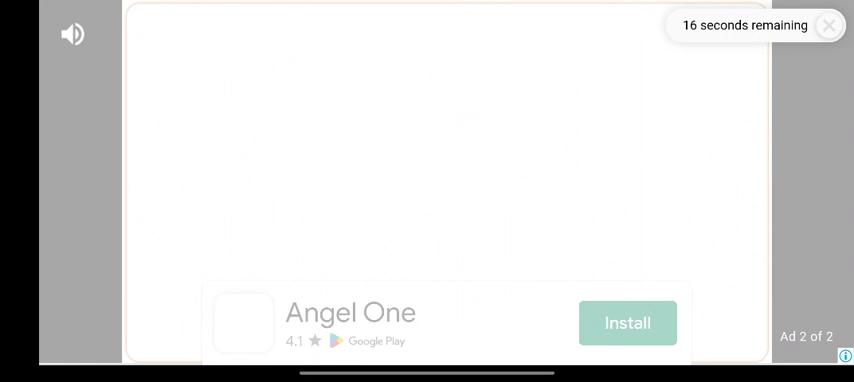 16 seconds remaining
Angel One
4.1 ★ Google Play
Install
Ad 2 of 2